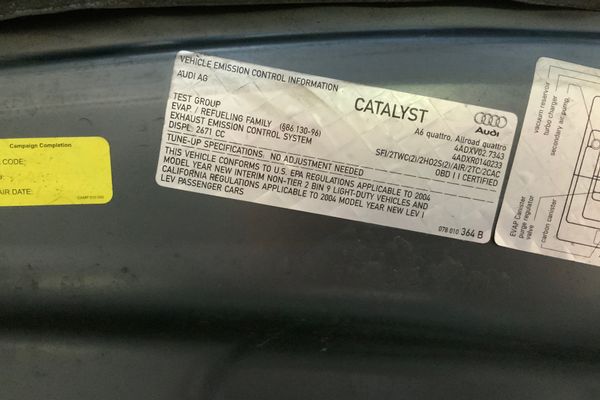 Campaign Completion
CODE:
AIR DATE:
CAMP 010 000
VEHICLE EMISSION CONTROL INFORMATION
AUDI AG
CATALYST
Audi
TEST GROUP
A6 quattro, Allroad quattro
EVAP / REFUELING FAMILY (§86.130-96)
4ADXV02.7343
EXHAUST EMISSION CONTROL SYSTEM
4ADXR0140233
DISPL: 2671 CC
SFI/2TWC(2)/2HO2S(2)/AIR/2TC/2CAC
TUNE-UP SPECIFICATIONS: NO ADJUSTMENT NEEDED
OBD II CERTIFIED
THIS VEHICLE CONFORMS TO U.S. EPA REGULATIONS APPLICABLE TO 2004
MODEL YEAR NEW INTERIM NON-TIER 2 BIN 9 LIGHT-DUTY VEHICLES AND
CALIFORNIA REGULATIONS APPLICABLE TO 2004 MODEL YEAR NEW LEV I
LEV PASSENGER CARS
078 010 364 B
vacuum reservoir
turbo charger
secondary air pump
EVAP Canister
purge regulator
valve
carbon canister